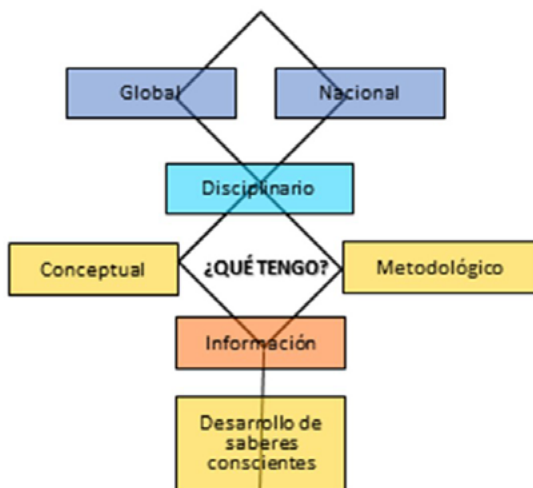 Global
Nacional
Disciplinario
Conceptual
¿QUÉ TENGO?
Metodológico
Información
Desarrollo de
saberes
conscientes